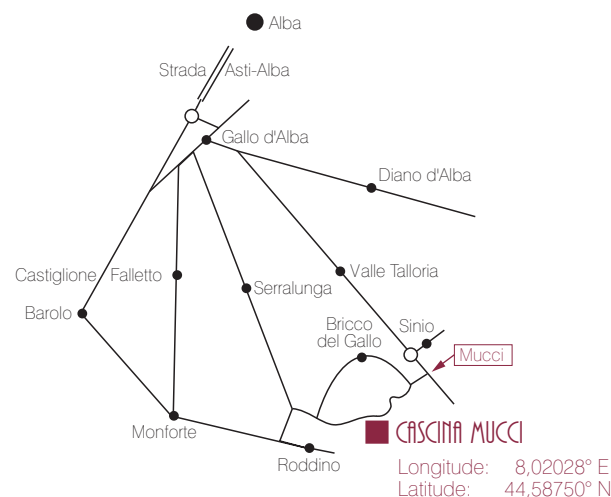 Alba
Strada Asti-Alba
Gallo d'Alba
Diano d'Alba
Castiglione Falletto
Valle Talloria
Serralunga
Barolo
Bricco
del Gallo
Sinio
Mucci
Monforte
CASCINA MUCCI
Roddino
Longitude: 8,02028° E
Latitude: 44,58750° N